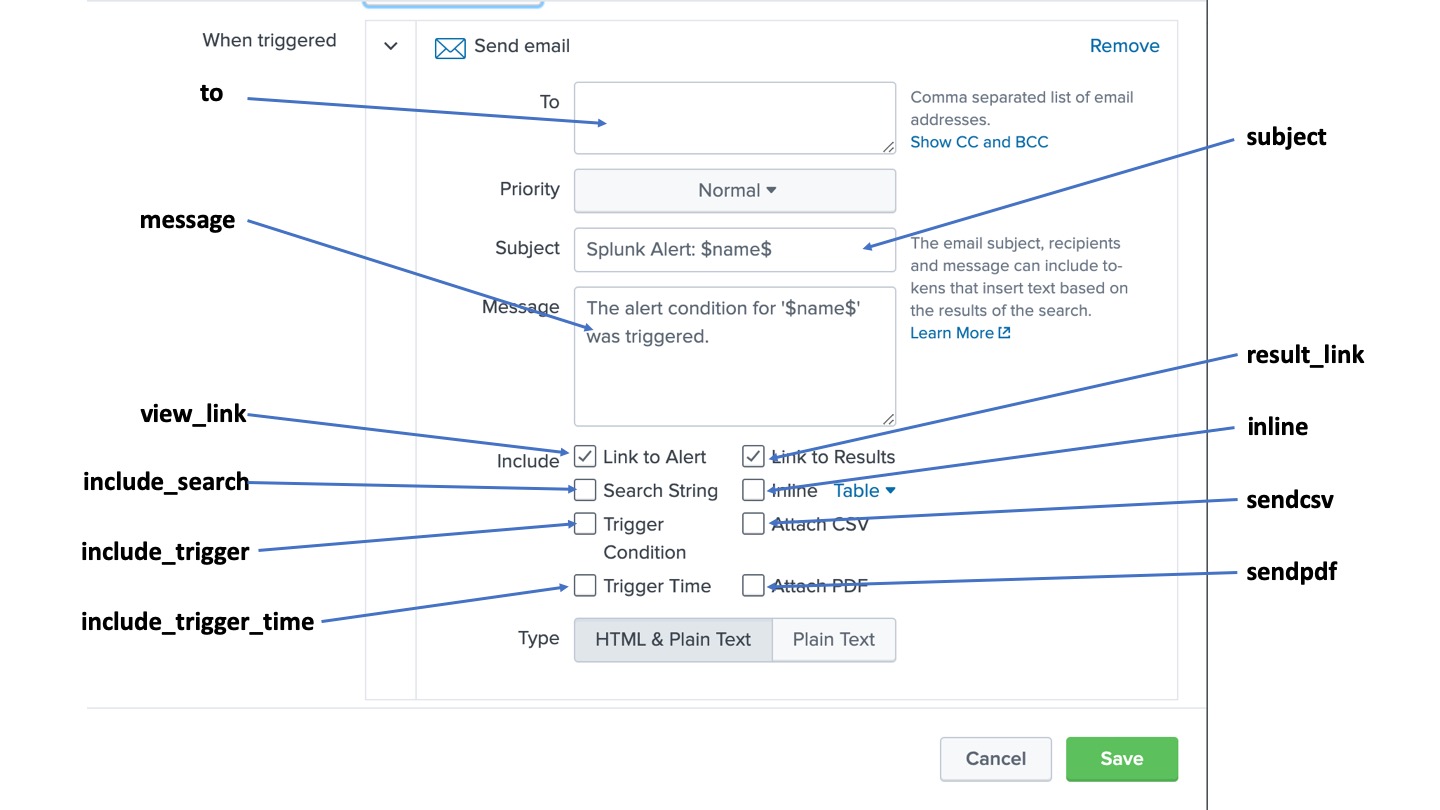 When triggered
Send email
Remove
to
To
Comma separated list of email
addresses.
Show CC and BCC
subject
Priority
Normal
message
Subject
Splunk Alert: $name$
The email subject, recipients
and message can include to-
kens that insert text based on
the results of the search.
Learn More
Message
The alert condition for '$name$'
was triggered.
result_link
view_link
inline
Include
Link to Alert
Link to Results
include_search
Search String
Inline
Table
sendcsv
include_trigger
Trigger
Condition
Attach CSV
sendpdf
Trigger Time
Attach PDF
include_trigger_time
Type
HTML & Plain Text
Plain Text
Cancel
Save